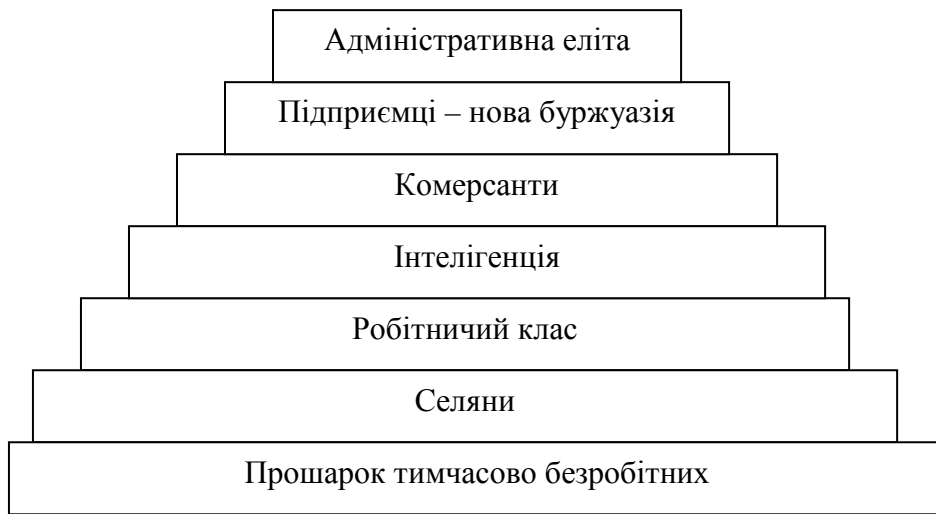 Адміністративна еліта
Підприємці – нова буржуазія
Комерсанти
Інтелігенція
Робітничий клас
Селяни
Прошарок тимчасово безробітних